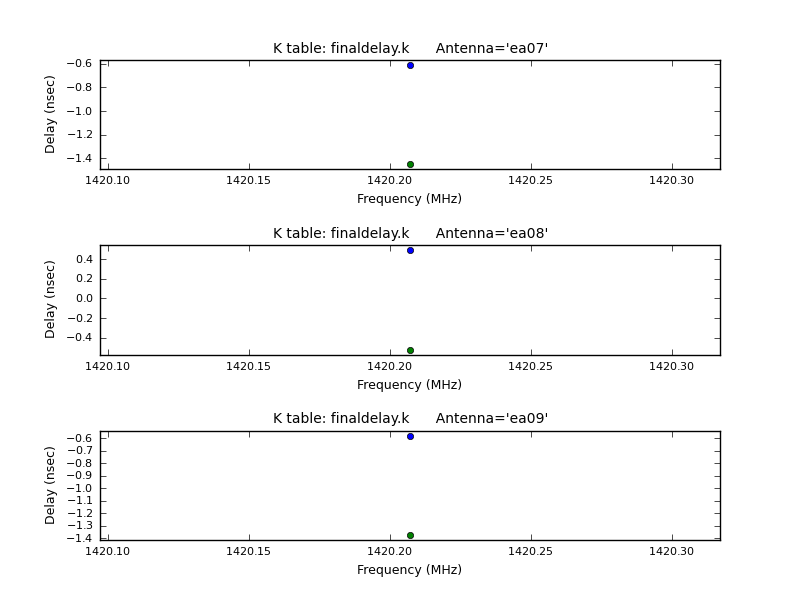 K table: finaldelay.k Antenna='ea07'
−0.6
−0.8
−1.0
−1.2
−1.4
Delay (nsec)
1420.10 1420.15 1420.20 1420.25 1420.30
Frequency (MHz)
K table: finaldelay.k Antenna='ea08'
0.4
0.2
0.0
−0.2
−0.4
Delay (nsec)
1420.10 1420.15 1420.20 1420.25 1420.30
Frequency (MHz)
K table: finaldelay.k Antenna='ea09'
−0.6
−0.7
−0.8
−0.9
−1.0
−1.1
−1.2
−1.3
−1.4
Delay (nsec)
1420.10 1420.15 1420.20 1420.25 1420.30
Frequency (MHz)